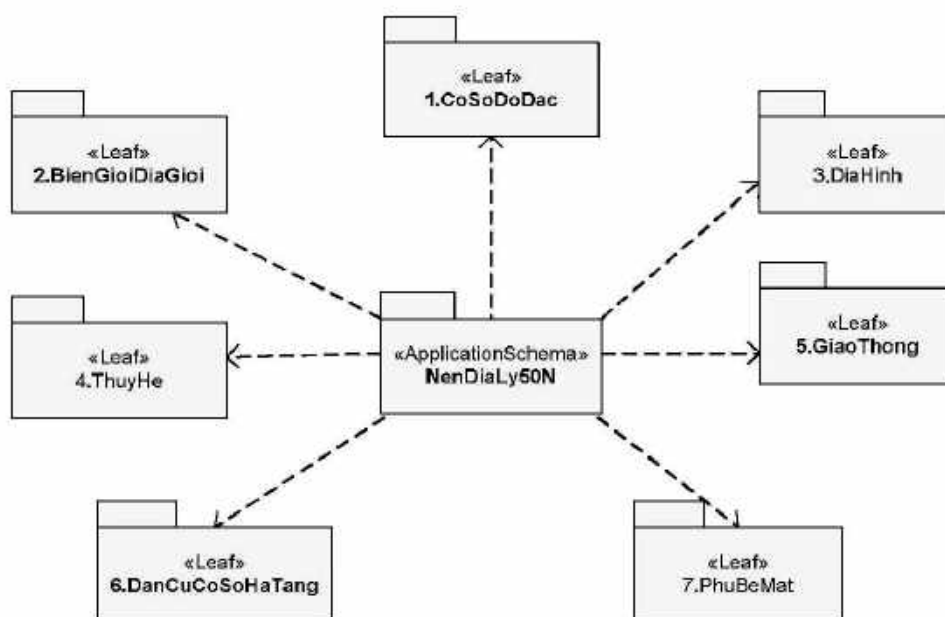 «Leaf»
1.CoSoDoDac
«Leaf»
2.BienGioiDiaGioi
«Leaf»
3.DiaHinh
«Leaf»
4.ThuyHe
«ApplicationSchema»
NenDiaLy50N
«Leaf»
5.GiaoThong
«Leaf»
6.DanCuCoSoHaTang
«Leaf»
7.PhuBeMat